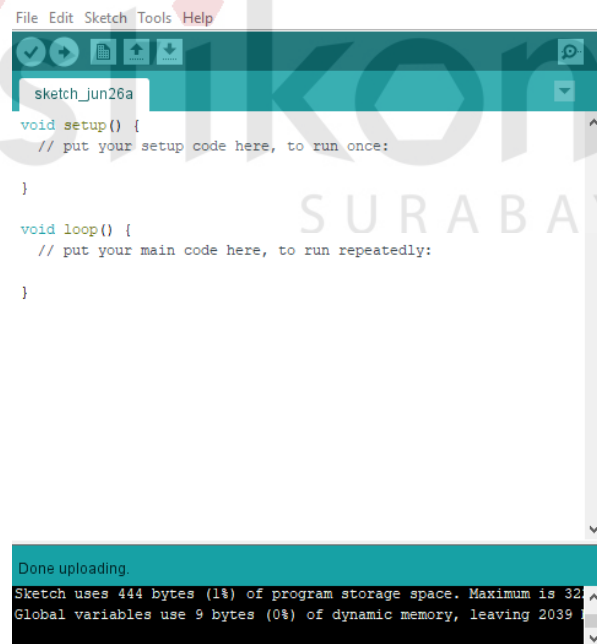 File Edit Sketch Tools Help
sketch_jun26a
void setup() {
  // put your setup code here, to run once:
}
void loop() {
  // put your main code here, to run repeatedly:
}
SURABA
Done uploading.
Sketch uses 444 bytes (1%) of program storage space. Maximum is
Global variables use 9 bytes (0%) of dynamic memory, leaving 2039